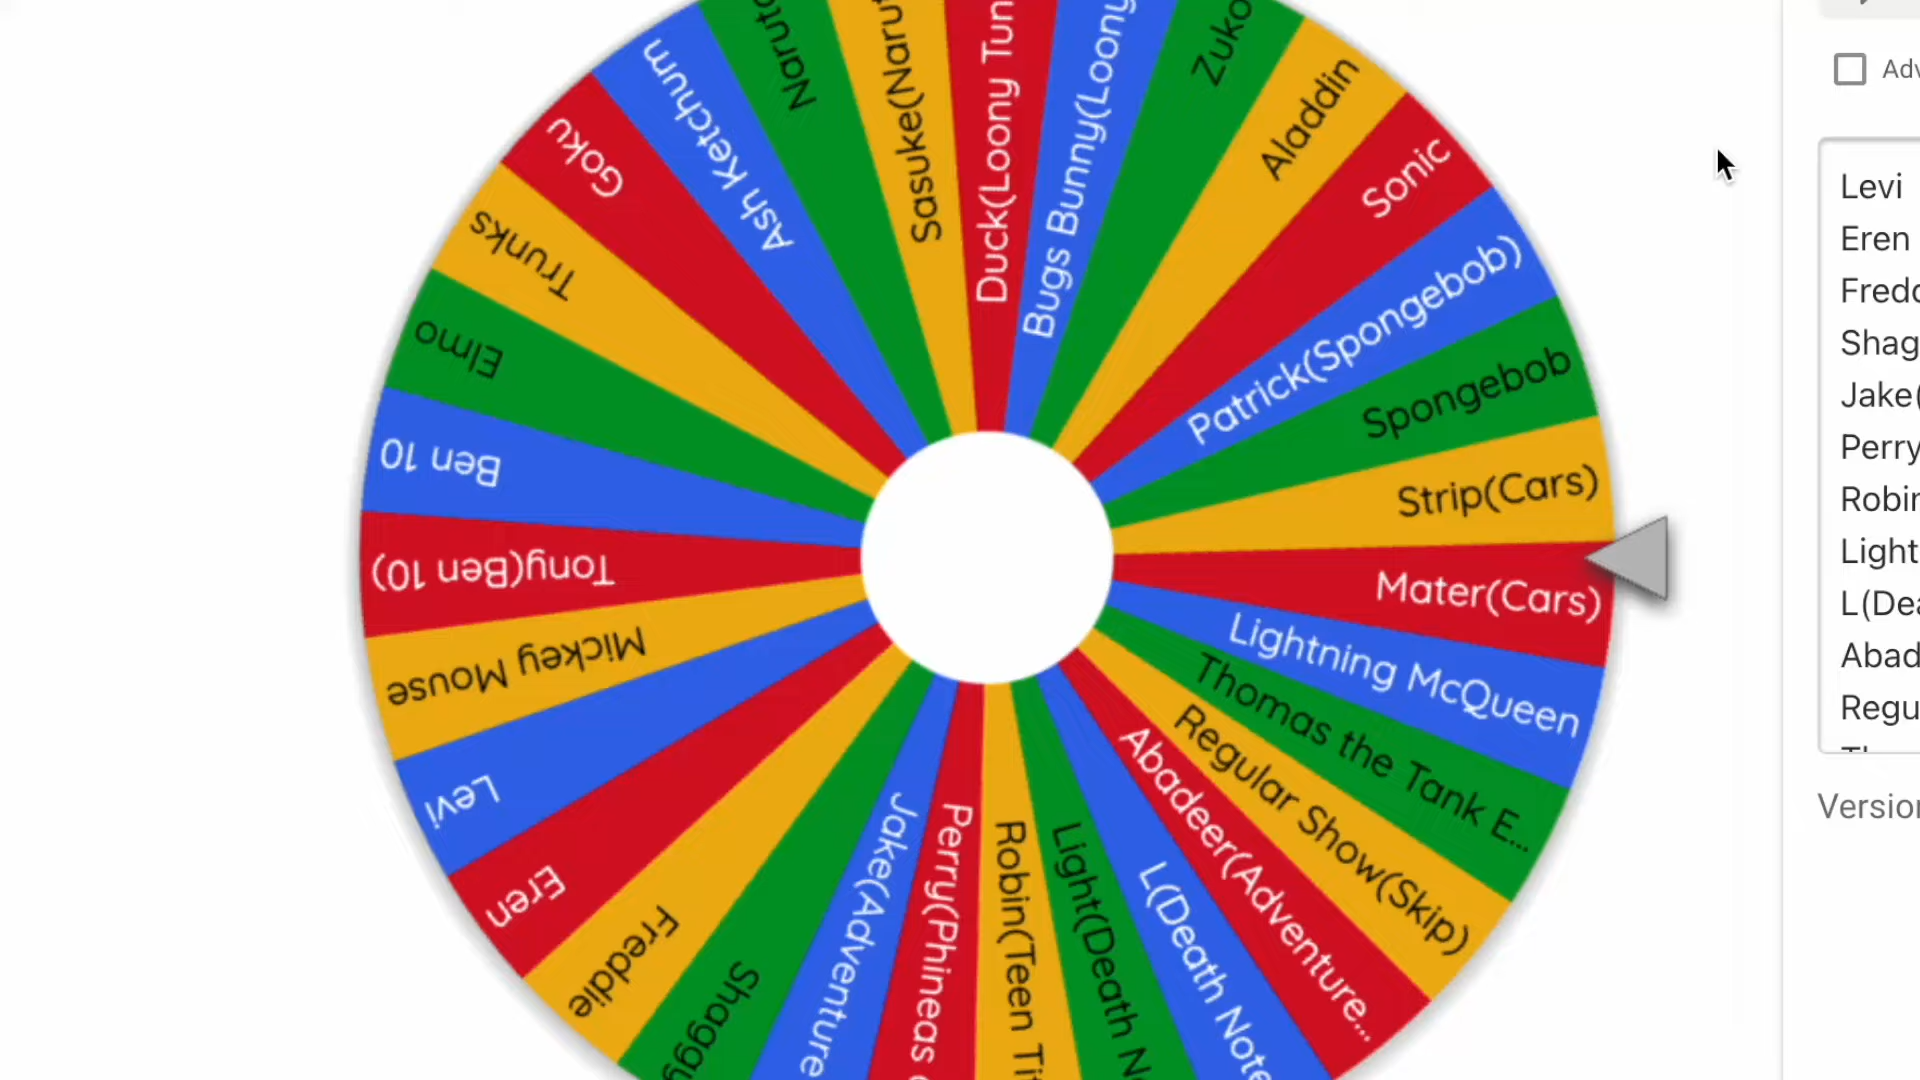 Naruto
Sasuke(Narut
Duck(Loony Tun
Bugs Bunny(Loony
Zuko
Aladdin
Sonic
Patrick(Spongebob)
Spongebob
Strip(Cars)
Mater(Cars)
Lightning McQueen
Thomas the Tank E...
Regular Show(Skip)
Abadeer(Adventure...
L(Death Note
Light(Death N
Robin(Teen Tit
Perry(Phineas
Jake(Adventure
Shaggy
Freddie
Eren
Levi
Mickey Mouse
Tony(Ben 10)
Ben 10
Elmo
Trunks
Goku
Ash Ketchum
Adv
Levi
Eren
Fredd
Shag
Jake(
Perry
Robin
Light
L(Dea
Abad
Regu
Version